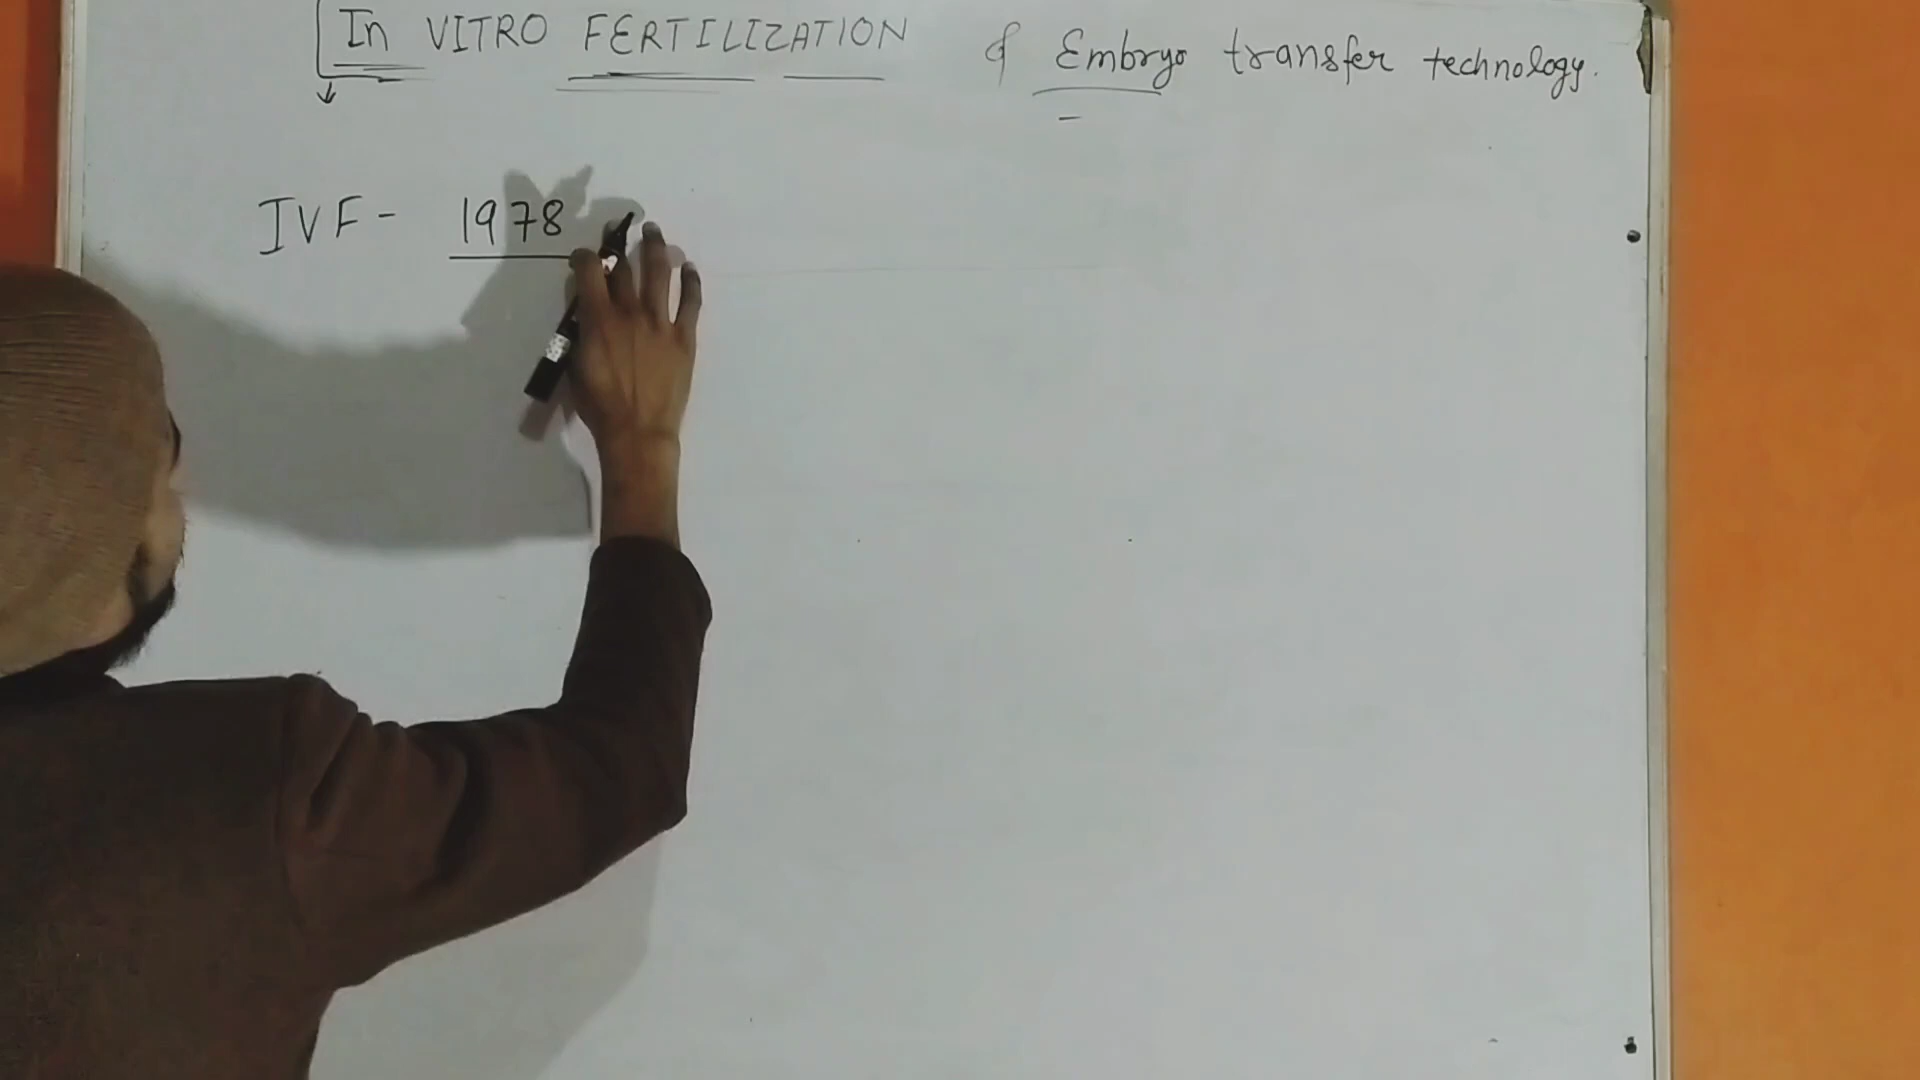 In VITRO FERTILIZATION & Embryo transfer technology.
IVF - 1978